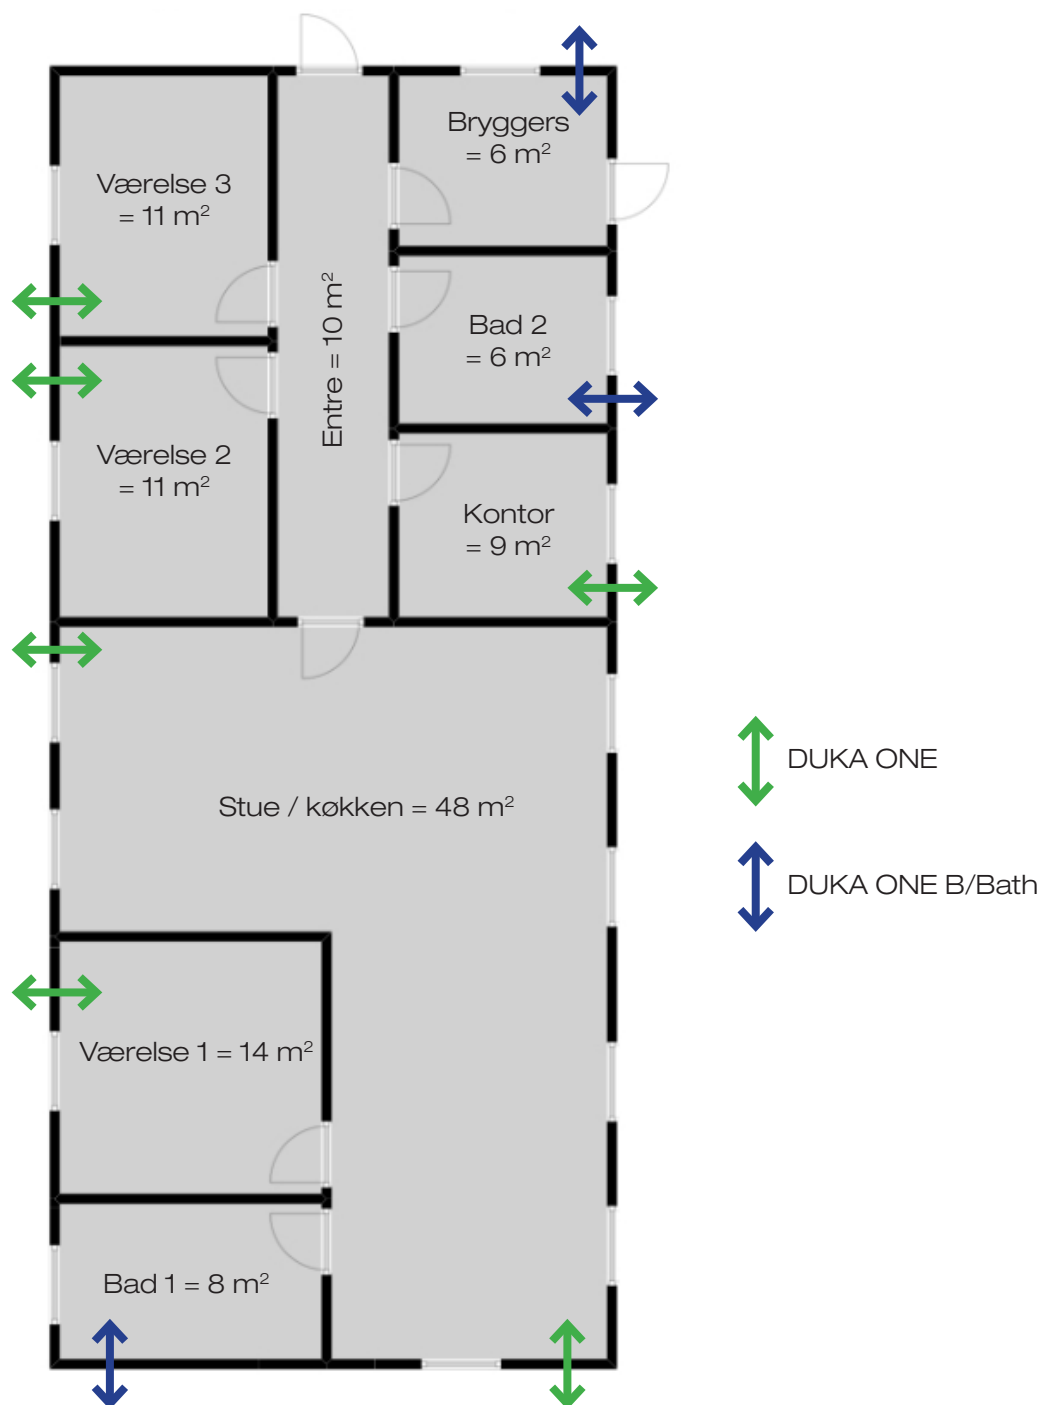 Værelse 3
= 11 m²
Bryggers
= 6 m²
Entre = 10 m²
Bad 2
= 6 m²
Værelse 2
= 11 m²
Kontor
= 9 m²
Stue / køkken = 48 m²
DUKA ONE
DUKA ONE B/Bath
Værelse 1 = 14 m²
Bad 1 = 8 m²